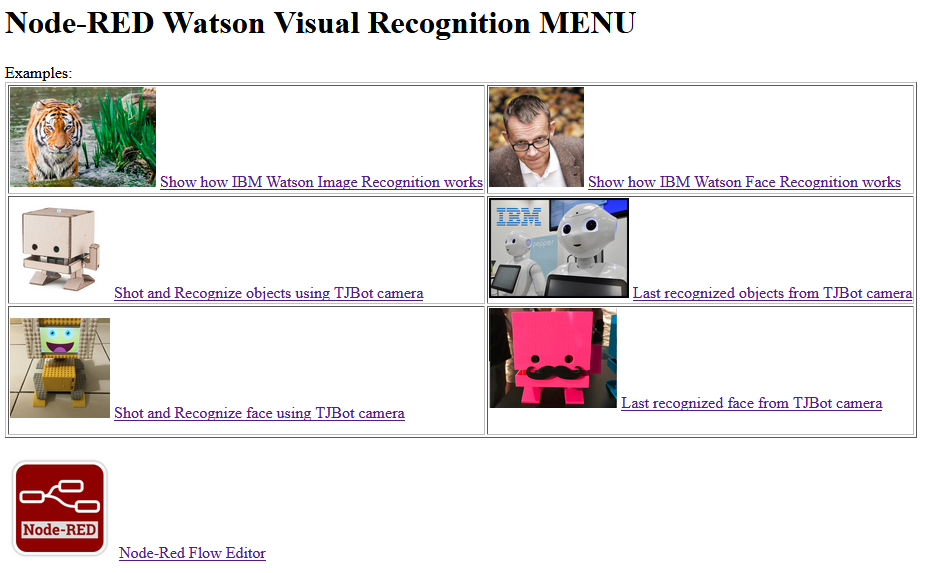 Node-RED Watson Visual Recognition MENU
Examples:
Show how IBM Watson Image Recognition works
Show how IBM Watson Face Recognition works
Shot and Recognize objects using TJBot camera
IBM
pepper
Last recognized objects from TJBot camera
Shot and Recognize face using TJBot camera
Last recognized face from TJBot camera
Node-RED
Node-Red Flow Editor